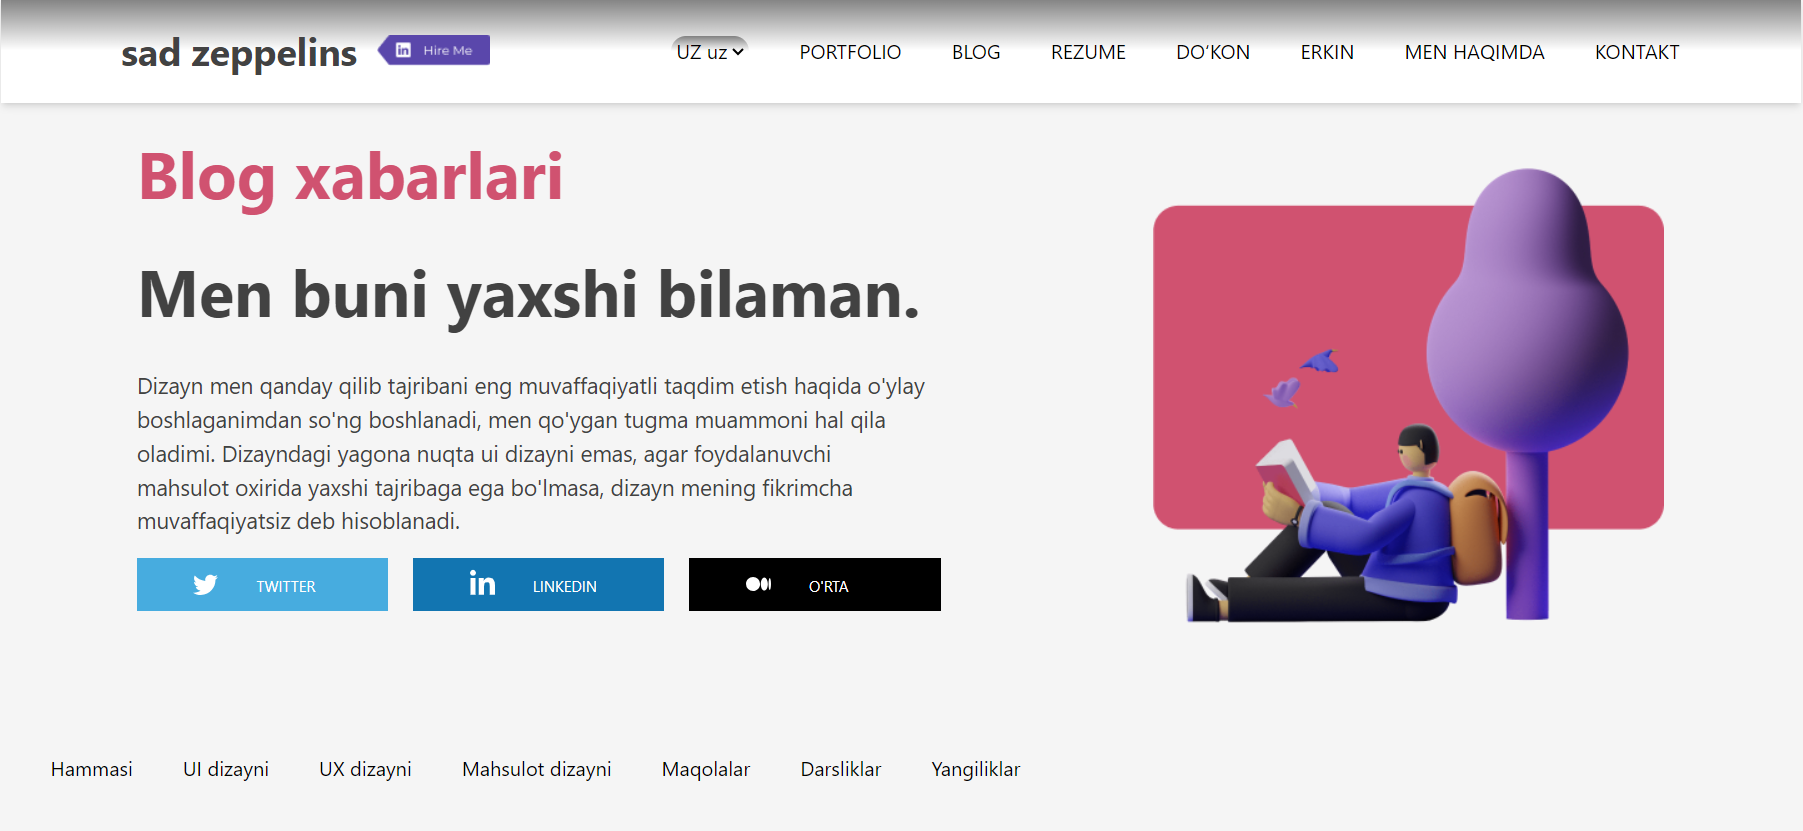 sad zeppelins
Hire Me
UZ uz PORTFOLIO BLOG REZUME DO‘KON ERKIN MEN HAQIMDA KONTAKT
Blog xabarlari
Men buni yaxshi bilaman.
Dizayn men qanday qilib tajribani eng muvaffaqiyatli taqdim etish haqida o'ylay
boshlaganimdan so'ng boshlanadi, men qo'ygan tugma muammoni hal qila
oladimi. Dizayndagi yagona nuqta ui dizayni emas, agar foydalanuvchi
mahsulot oxirida yaxshi tajribaga ega bo'lmasa, dizayn mening fikrimcha
muvaffaqiyatsiz deb hisoblanadi.
TWITTER LINKEDIN O'RTA
Hammasi UI dizayni UX dizayni Mahsulot dizayni Maqolalar Darsliklar Yangiliklar